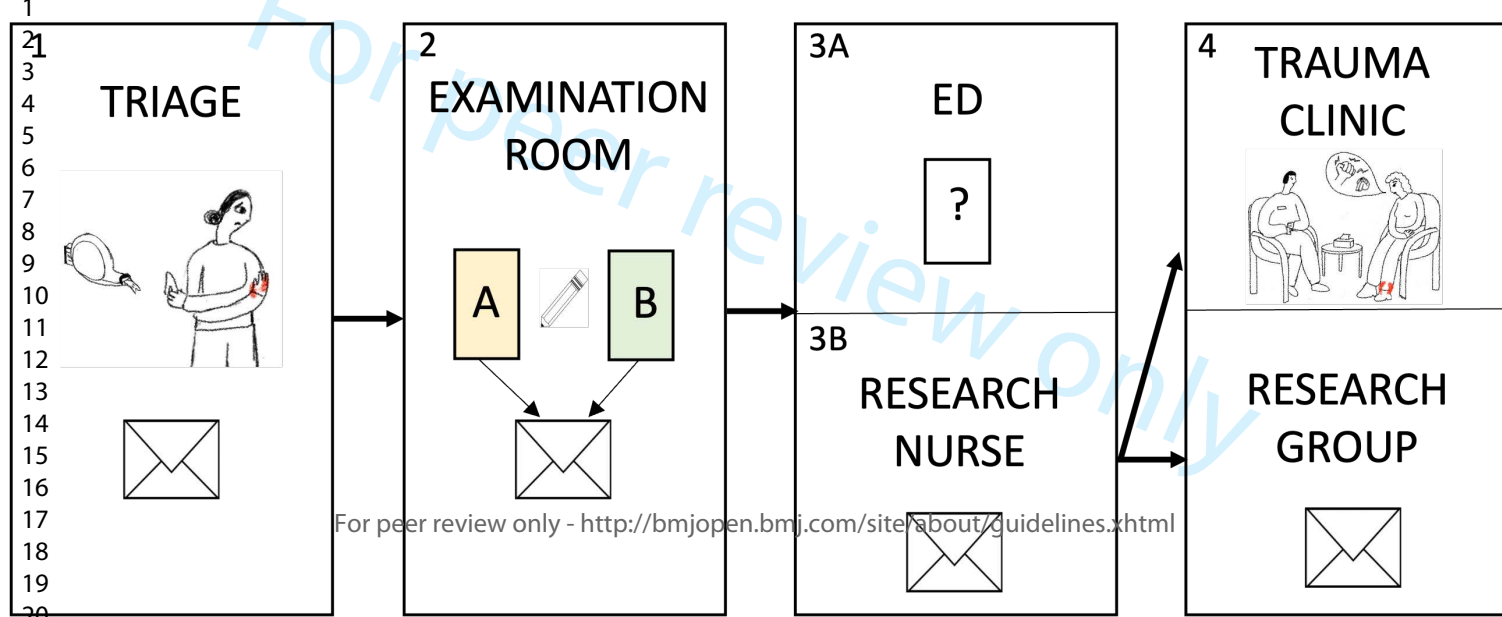 1
2
3
4
5
6
7
8
9
10
11
12
13
14
15
16
17
18
19
20
1
TRIAGE
2
EXAMINATION
ROOM
A
B
3A
ED
?
3B
RESEARCH
NURSE
4
TRAUMA
CLINIC
RESEARCH
GROUP
For peer review only
For peer review only - http://bmjopen.bmj.com/site/about/guidelines.xhtml